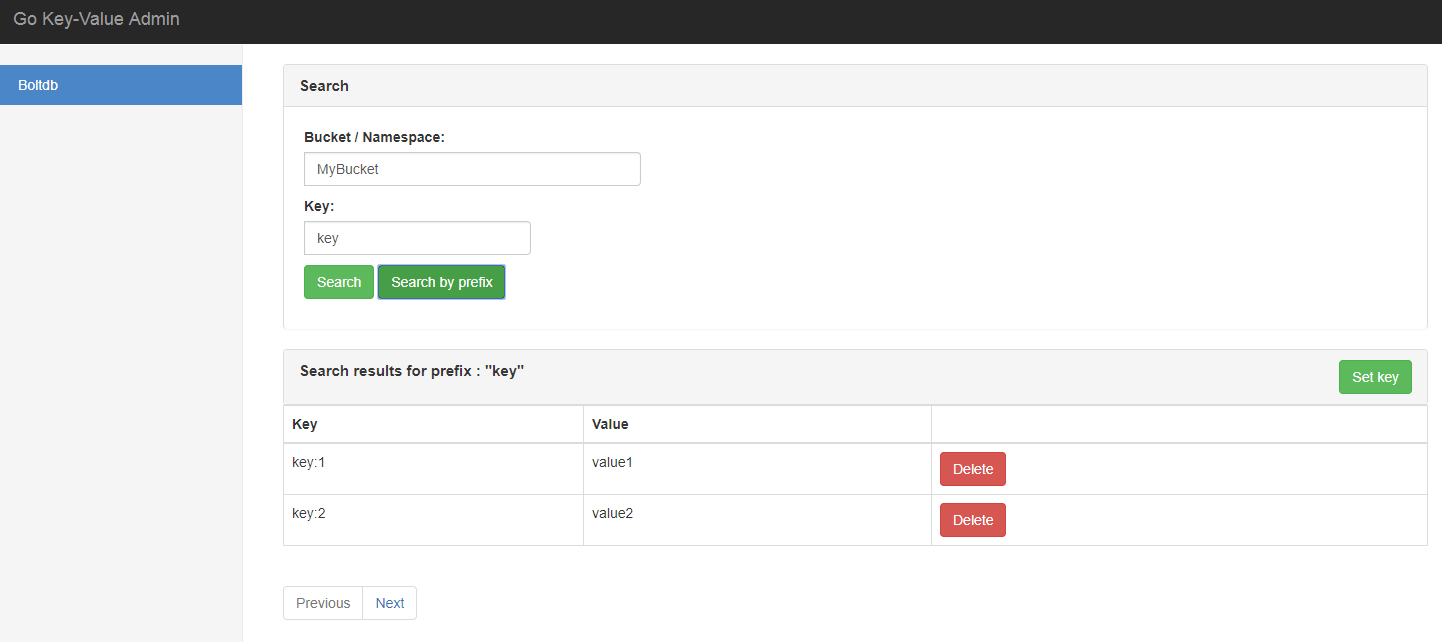 Go Key-Value Admin
Boltdb
Search
Bucket / Namespace:
MyBucket
Key:
key
Search Search by prefix
Search results for prefix : "key"
Set key
Key Value
key:1 value1 Delete
key:2 value2 Delete
Previous Next